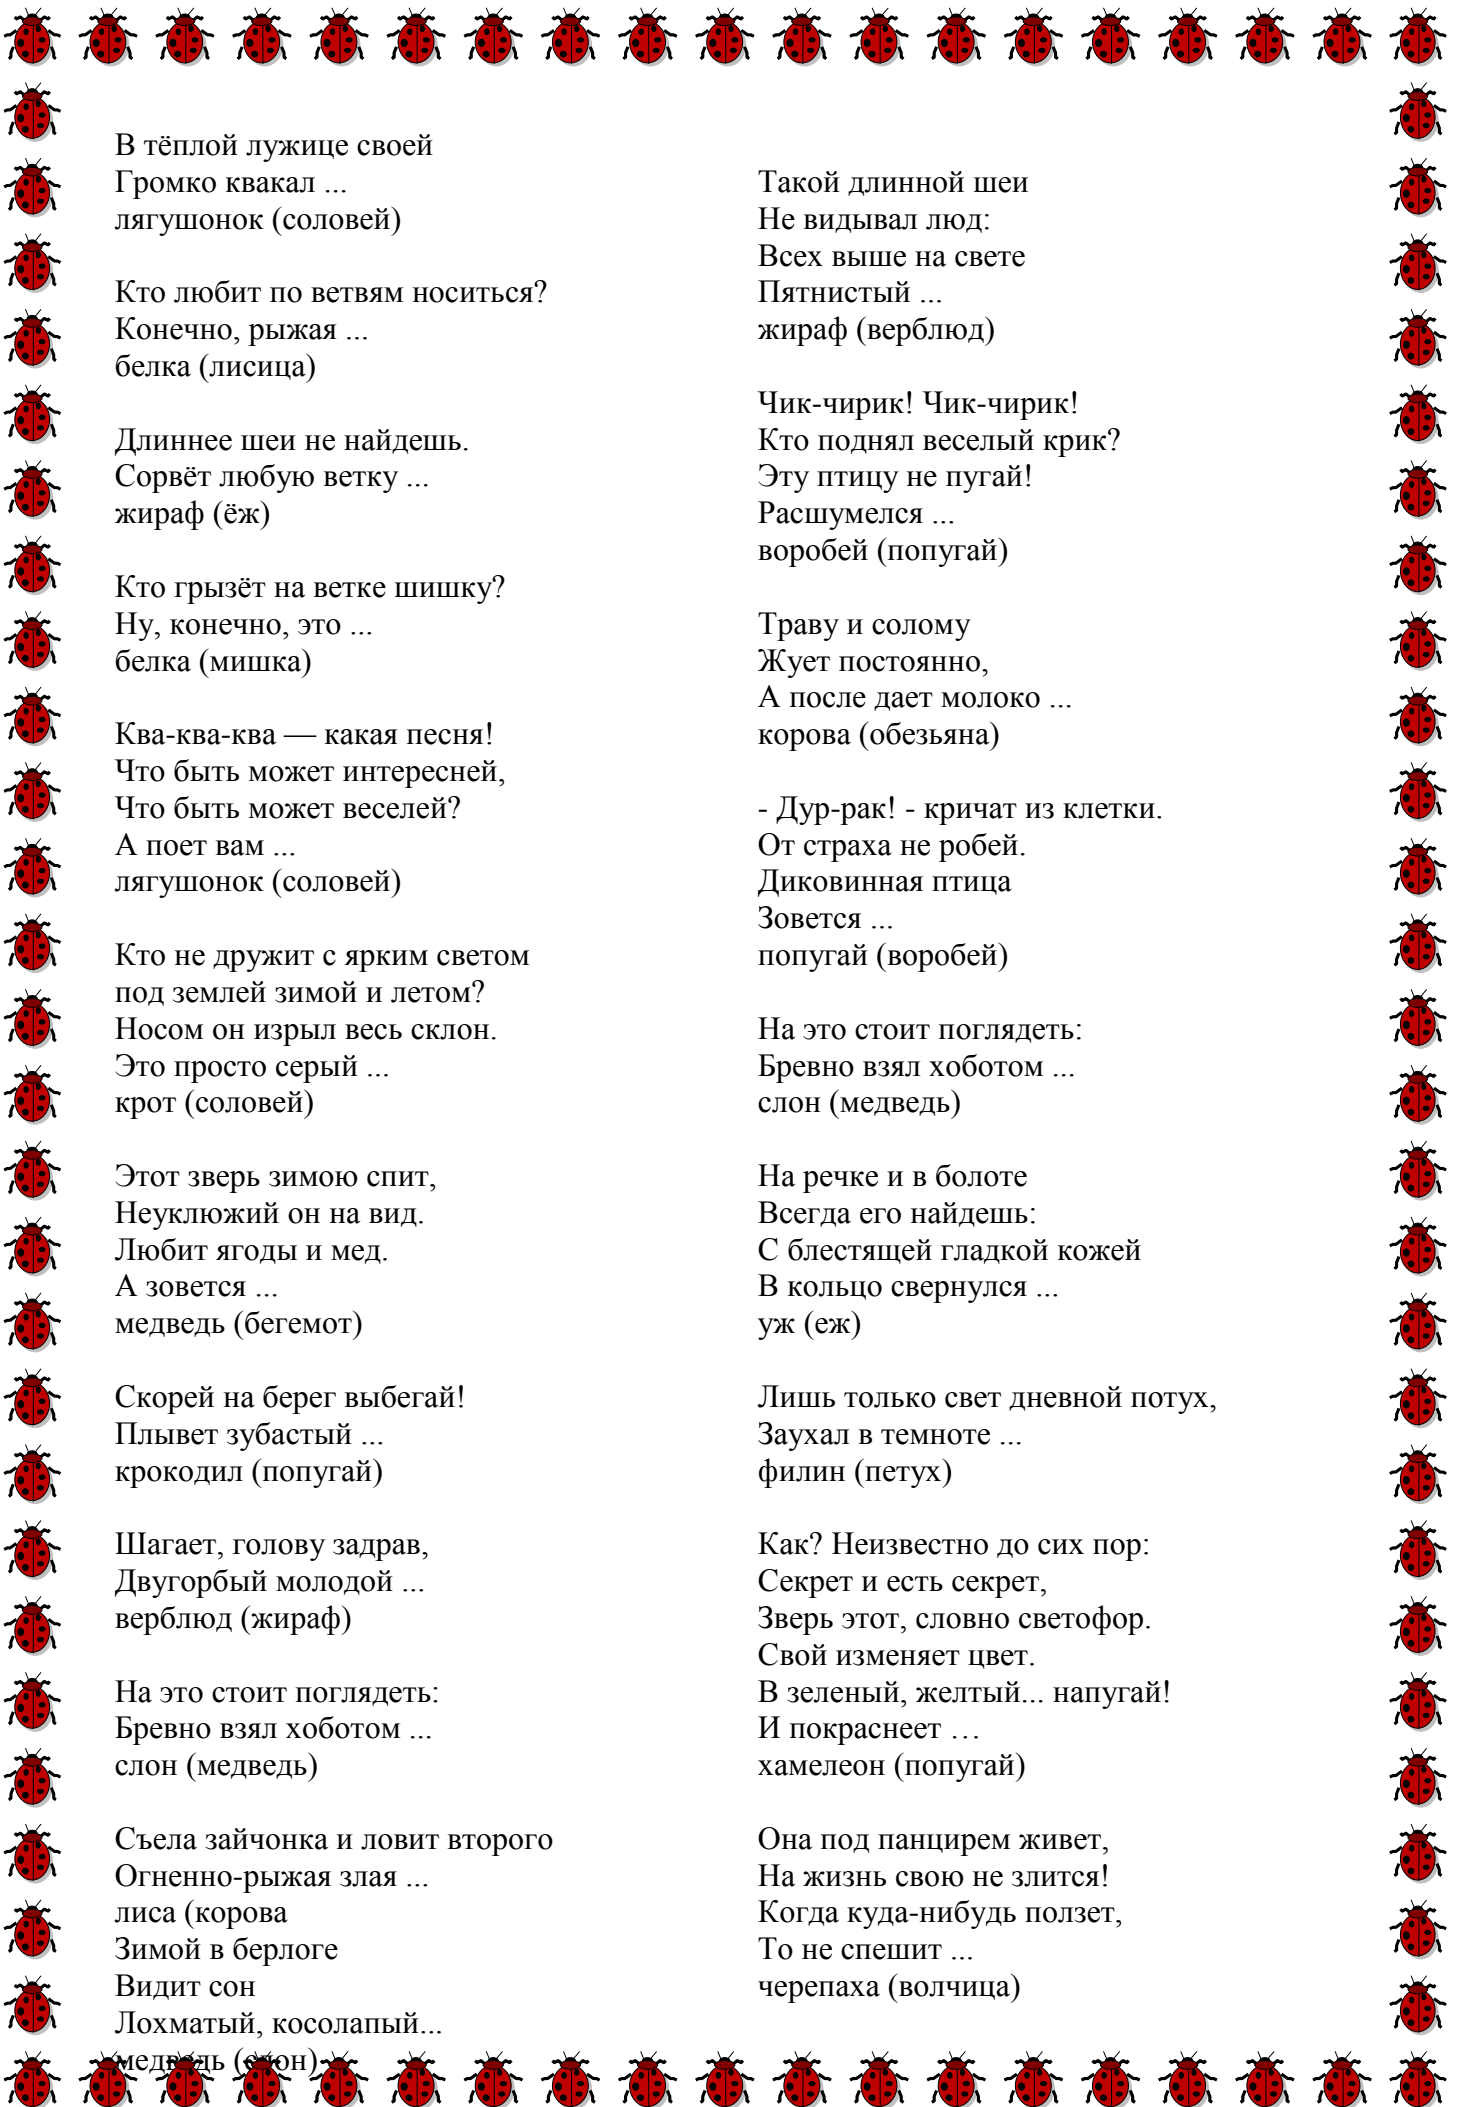 В тёплой лужице своей
Громко квакал ...
лягушонок (соловей)
Кто любит по ветвям носиться?
Конечно, рыжая ...
белка (лисица)
Длиннее шеи не найдешь.
Сорвёт любую ветку ...
жираф (ёж)
Кто грызёт на ветке шишку?
Ну, конечно, это ...
белка (мишка)
Ква-ква-ква — какая песня!
Что быть может интересней,
Что быть может веселей?
А поет вам ...
лягушонок (соловей)
Кто не дружит с ярким светом
под землей зимой и летом?
Носом он изрыл весь склон.
Это просто серый ...
крот (соловей)
Этот зверь зимою спит,
Неуклюжий он на вид.
Любит ягоды и мед.
А зовется ...
медведь (бегемот)
Скорей на берег выбегай!
Плывет зубастый ...
крокодил (попугай)
Шагает, голову задрав,
Двугорбый молодой ...
верблюд (жираф)
На это стоит поглядеть:
Бревно взял хоботом ...
слон (медведь)
Съела зайчонка и ловит второго
Огненно-рыжая злая ...
лиса (корова
Зимой в берлоге
Видит сон
Лохматый, косолапый...
медведь (слон)
Такой длинной шеи
Не видывал люд:
Всех выше на свете
Пятнистый ...
жираф (верблюд)
Чик-чирик! Чик-чирик!
Кто поднял веселый крик?
Эту птицу не пугай!
Расшумелся ...
воробей (попугай)
Траву и солому
Жует постоянно,
А после дает молоко ...
корова (обезьяна)
- Дур-рак! - кричат из клетки.
От страха не робей.
Диковинная птица
Зовется ...
попугай (воробей)
На это стоит поглядеть:
Бревно взял хоботом ...
слон (медведь)
На речке и в болоте
Всегда его найдешь:
С блестящей гладкой кожей
В кольцо свернулся ...
уж (еж)
Лишь только свет дневной потух,
Заухал в темноте ...
филин (петух)
Как? Неизвестно до сих пор:
Секрет и есть секрет,
Зверь этот, словно светофор.
Свой изменяет цвет.
В зеленый, желтый... напугай!
И покраснеет …
хамелеон (попугай)
Она под панцирем живет,
На жизнь свою не злится!
Когда куда-нибудь ползет,
То не спешит ...
черепаха (волчица)